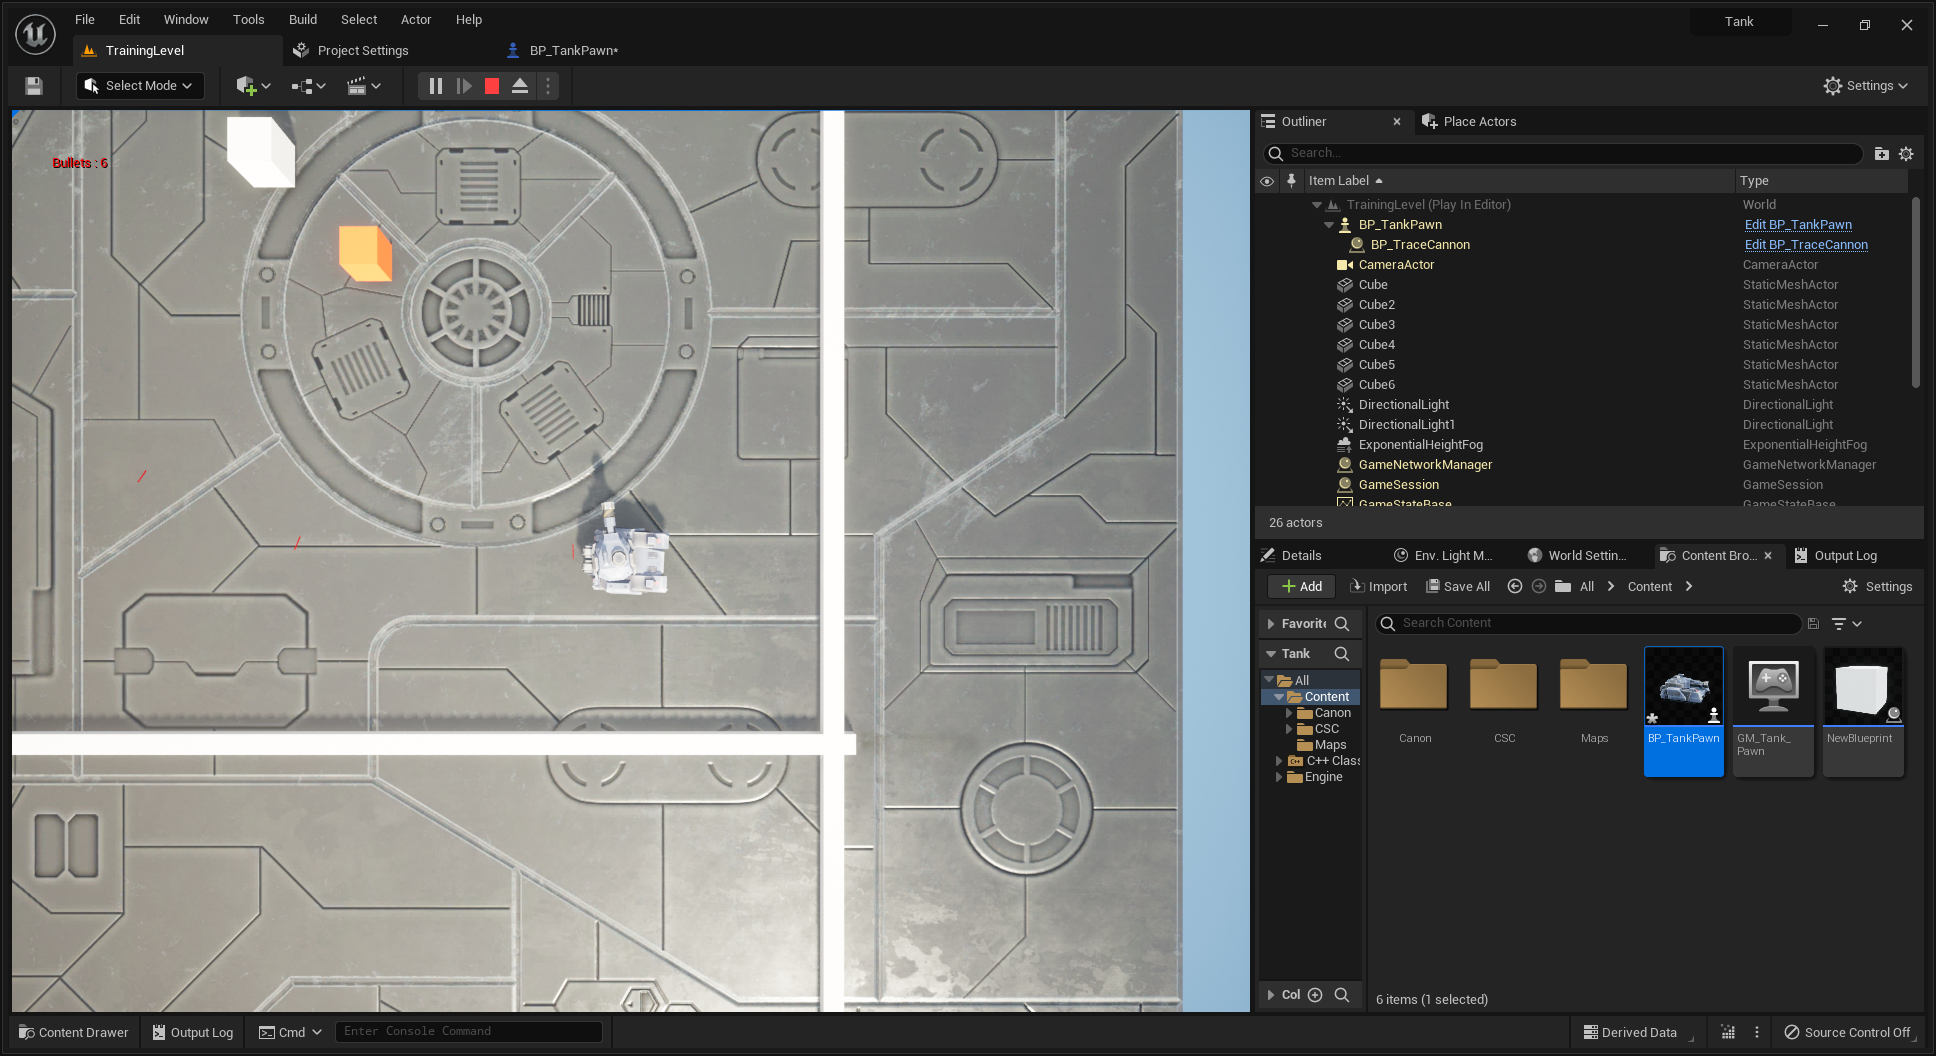 File Edit Window Tools Build Select Actor Help
Tank
TrainingLevel
Project Settings
BP_TankPawn*
Select Mode
Settings
Bullets : 6
Outliner
Place Actors
Search...
Item Label
Type
TrainingLevel (Play In Editor) World
BP_TankPawn Edit BP_TankPawn
BP_TraceCannon Edit BP_TraceCannon
CameraActor CameraActor
Cube StaticMeshActor
Cube2 StaticMeshActor
Cube3 StaticMeshActor
Cube4 StaticMeshActor
Cube5 StaticMeshActor
Cube6 StaticMeshActor
DirectionalLight DirectionalLight
DirectionalLight1 DirectionalLight
ExponentialHeightFog ExponentialHeightFog
GameNetworkManager GameNetworkManager
GameSession GameSession
GameStateBase GameStateBase
26 actors
Details
Env. Light M...
World Settin...
Content Bro...
Output Log
Add
Import
Save All
All
Content
Settings
Favorite
Search Content
Tank
All
Content
Canon
CSC
Maps
C++ Class
Engine
Canon
CSC
Maps
BP_TankPawn
GM_Tank_
Pawn
NewBlueprint
Col
6 items (1 selected)
Content Drawer
Output Log
Cmd
Enter Console Command
Derived Data
Source Control Off